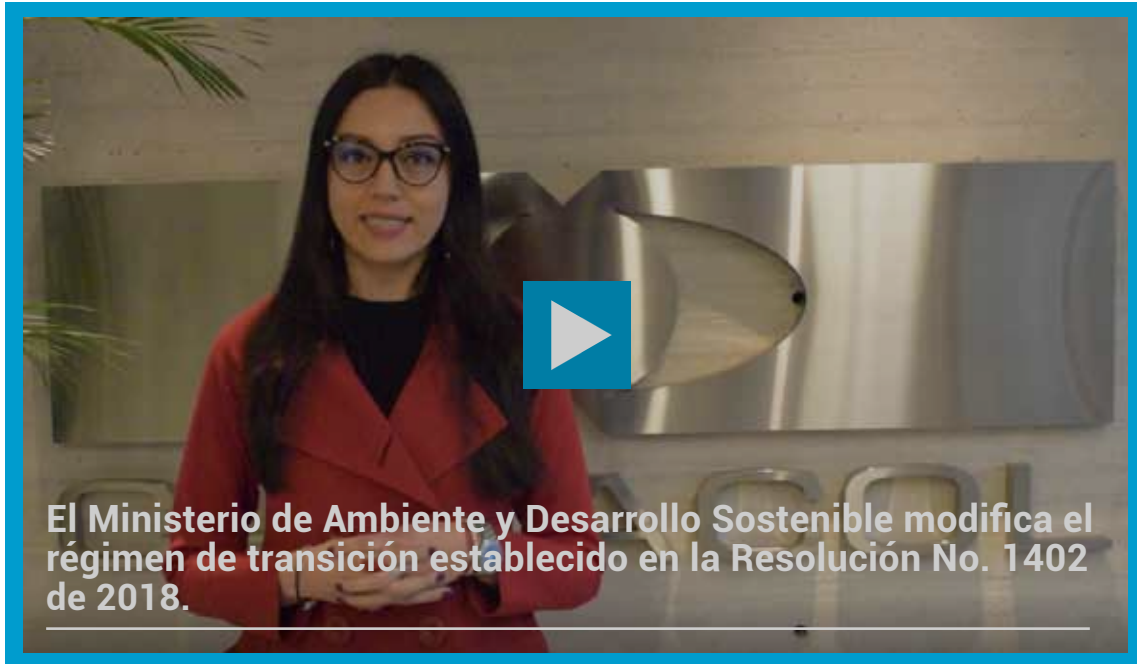 El Ministerio de Ambiente y Desarrollo Sostenible modifica el
régimen de transición establecido en la Resolución No. 1402
de 2018.